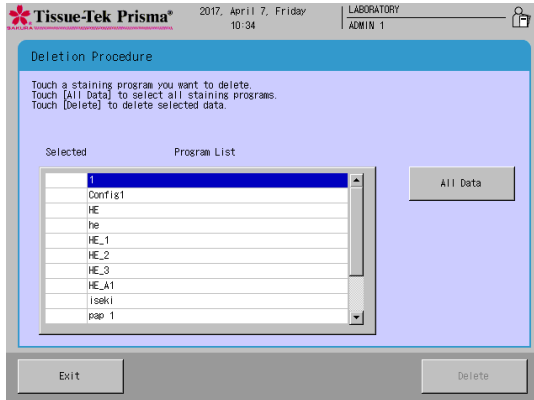 Tissue-Tek Prisma®
SAKURA
2017, April 7, Friday
10:34
LABORATORY
ADMIN 1
Deletion Procedure
Touch a staining program you want to delete.
Touch [All Data] to select all staining programs.
Touch [Delete] to delete selected data.
Selected Program List
1
Config1
HE
he
HE_1
HE_2
HE_3
HE_A1
iseki
pap 1
All Data
Exit
Delete